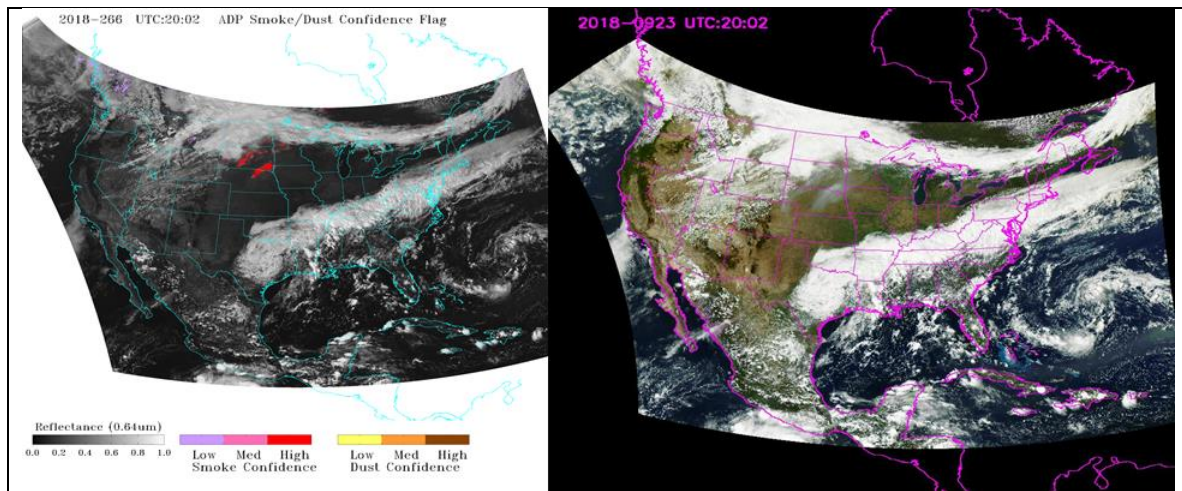 2018-266 UTC:20:02 ADP Smoke/Dust Confidence Flag
2018-0923 UTC:20:02
Reflectance (0.64um)
0.0 0.2 0.4 0.6 0.8 1.0
Low Med High
Smoke Confidence
Low Med High
Dust Confidence